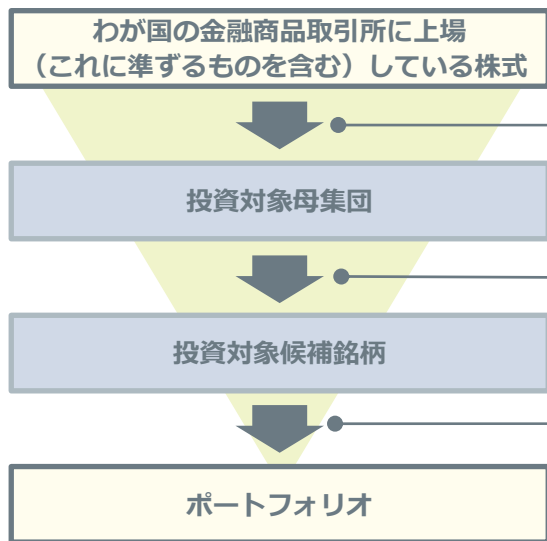 わが国の金融商品取引所に上場
（これに準ずるものを含む）している株式
投資対象母集団
投資対象候補銘柄
ポートフォリオ